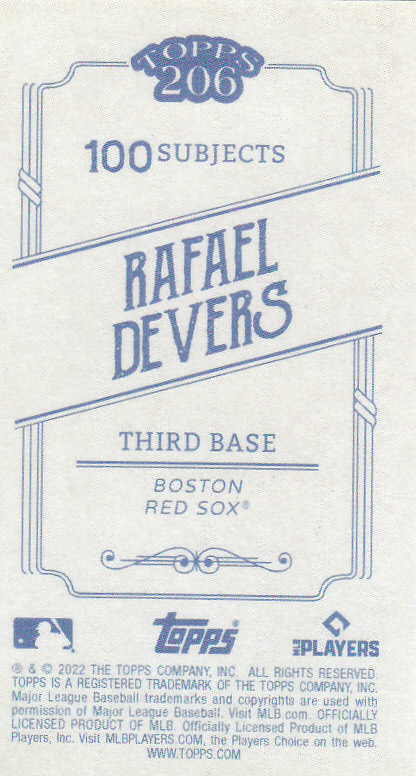 TOPPS
206
100 SUBJECTS
RAFAEL
DEVERS
THIRD BASE
BOSTON
RED SOX®
topps®
MLB PLAYERS
® & © 2022 THE TOPPS COMPANY, INC. ALL RIGHTS RESERVED.
TOPPS IS A REGISTERED TRADEMARK OF THE TOPPS COMPANY, INC.
Major League Baseball trademarks and copyrights are used with
permission of Major League Baseball. Visit MLB.com. OFFICIALLY
LICENSED PRODUCT OF MLB. Officially Licensed Product of MLB
Players, Inc. Visit MLBPLAYERS.COM, the Players Choice on the web.
WWW.TOPPS.COM